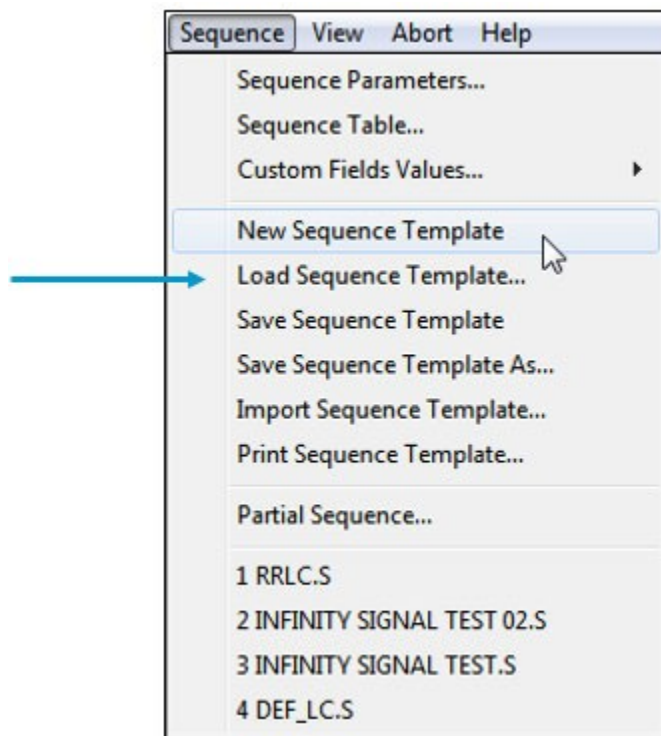 Sequence View Abort Help
Sequence Parameters...
Sequence Table...
Custom Fields Values...
New Sequence Template
Load Sequence Template...
Save Sequence Template
Save Sequence Template As...
Import Sequence Template...
Print Sequence Template...
Partial Sequence...
1 RRLC.S
2 INFINITY SIGNAL TEST 02.S
3 INFINITY SIGNAL TEST.S
4 DEF_LC.S